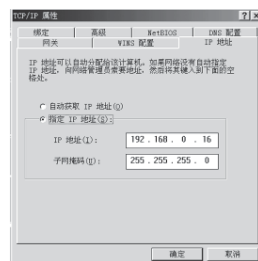 TCP/IP 属性
绑定 高级 NetBIOS DNS 配置
网关 WINS 配置 IP 地址
IP 地址可以自动分配给该计算机。如果网络没有自动指定
IP 地址，向网络管理员索要地址，然后将其键入到下面的空
格处。
自动获取 IP 地址(O)
指定 IP 地址(S):
IP 地址(I): 192.168. 0 .16
子网掩码(U): 255.255.255. 0
确定 取消